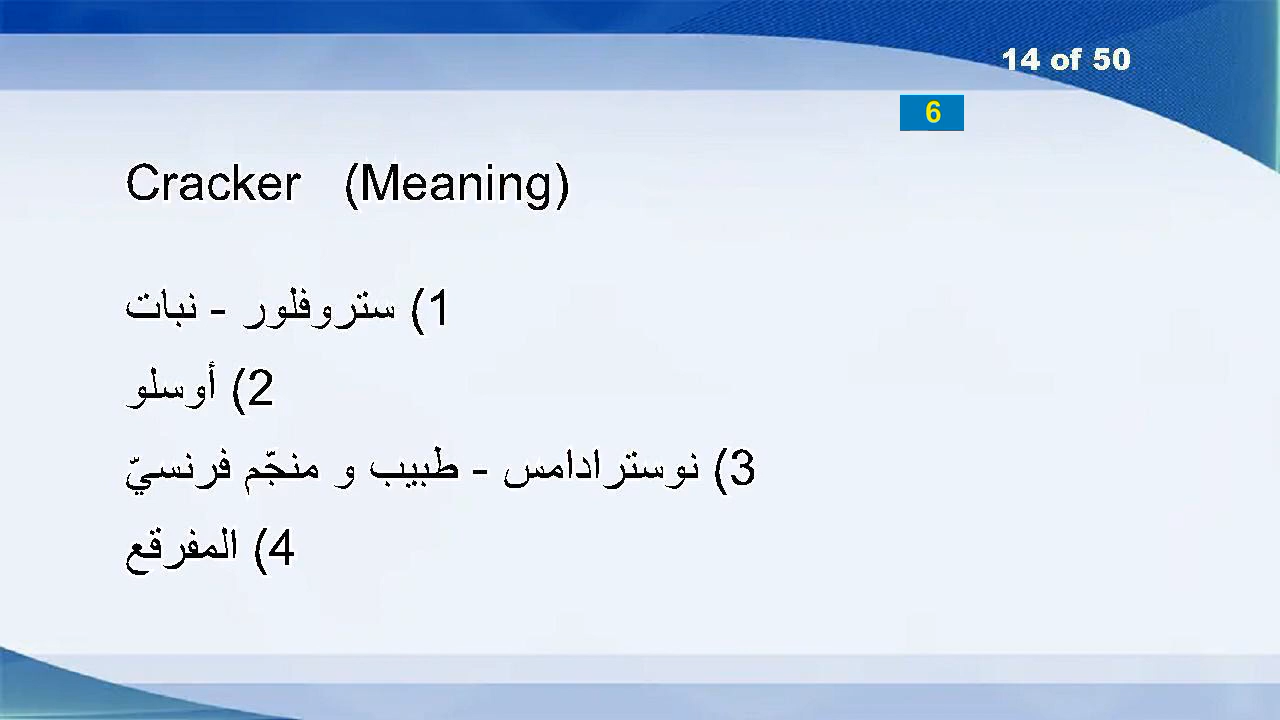 14 of 50
6
Cracker (Meaning)
1) ستروفلور - نبات
2) أوسلو
3) نوسترادامس - طبيب و منجّم فرنسيّ
4) المفرقع